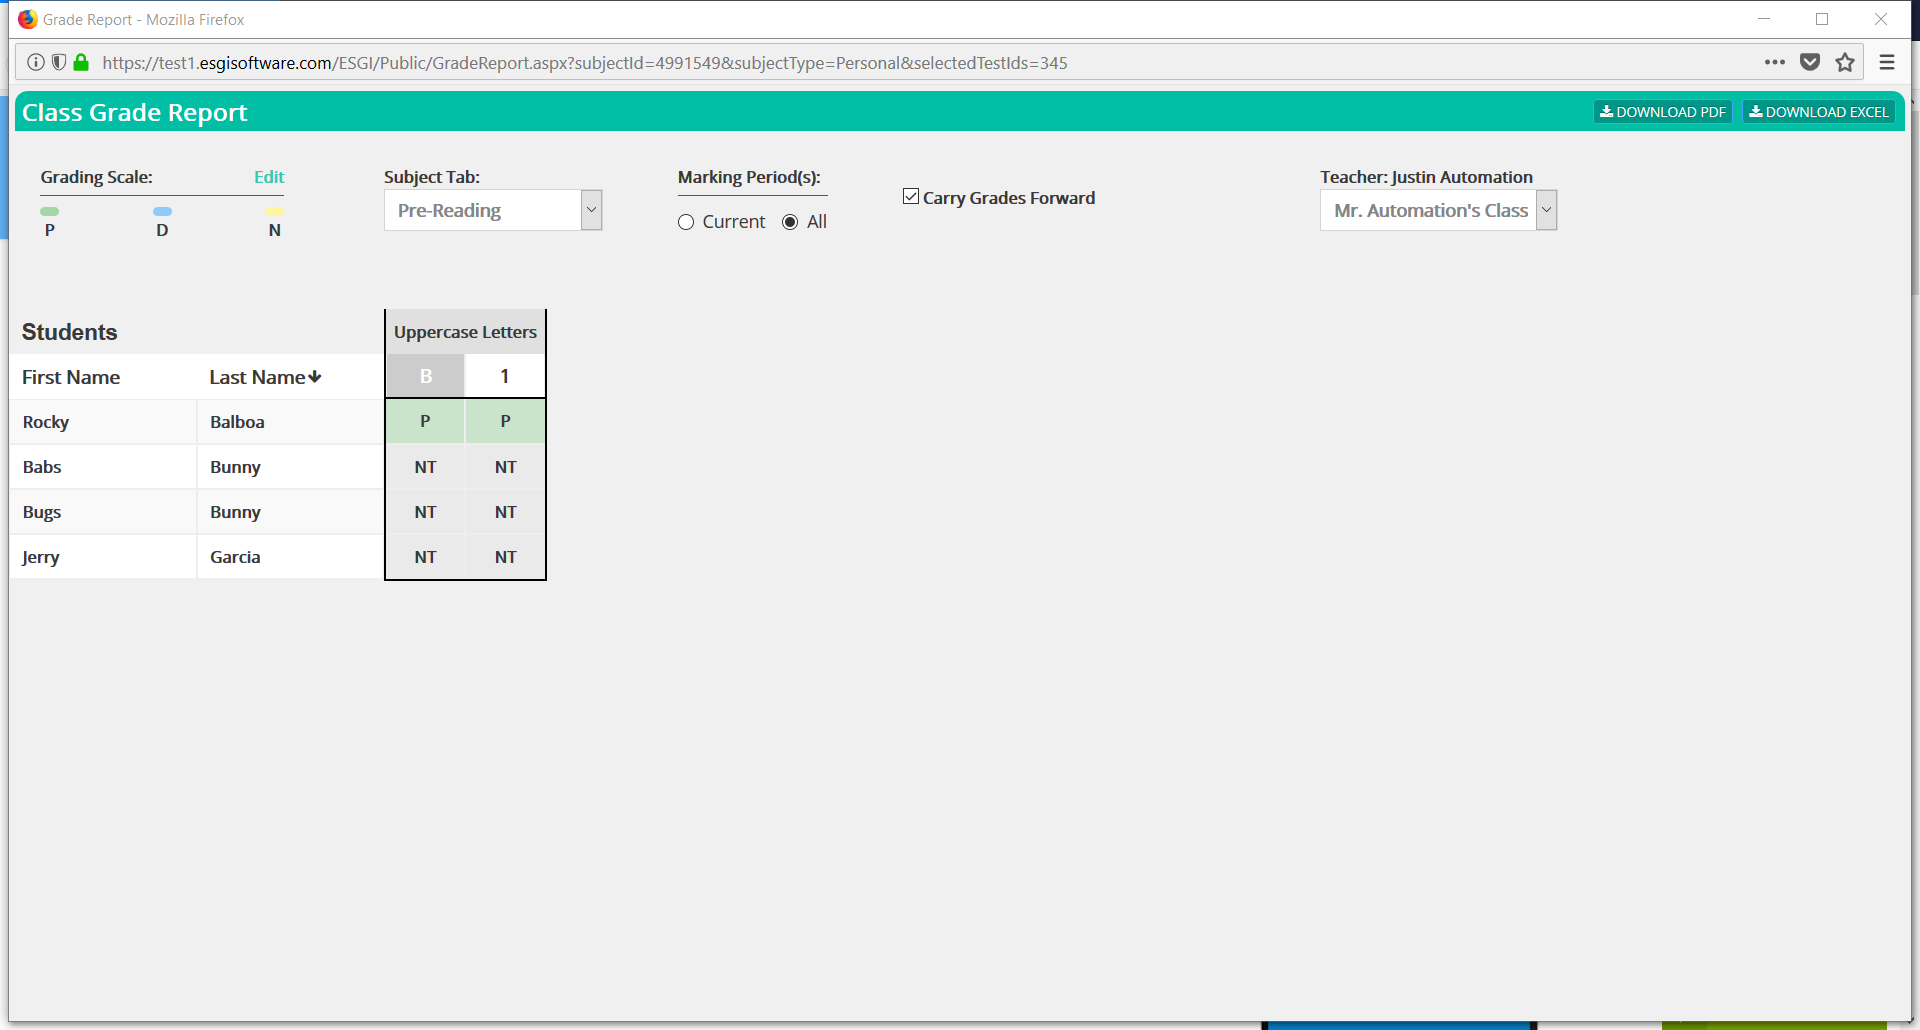 Grade Report - Mozilla Firefox
https://test1.esgisoftware.com/ESGI/Public/GradeReport.aspx?subjectId=4991549&subjectType=Personal&selectedTestIds=345
Class Grade Report
DOWNLOAD PDF DOWNLOAD EXCEL
Grading Scale: Edit Subject Tab: Marking Period(s): Teacher: Justin Automation
Carry Grades Forward
Pre-Reading Mr. Automation's Class
Current All
P D N
Students Uppercase Letters
First Name Last Name B 1
Rocky Balboa P P
Babs Bunny NT NT
Bugs Bunny NT NT
Jerry Garcia NT NT